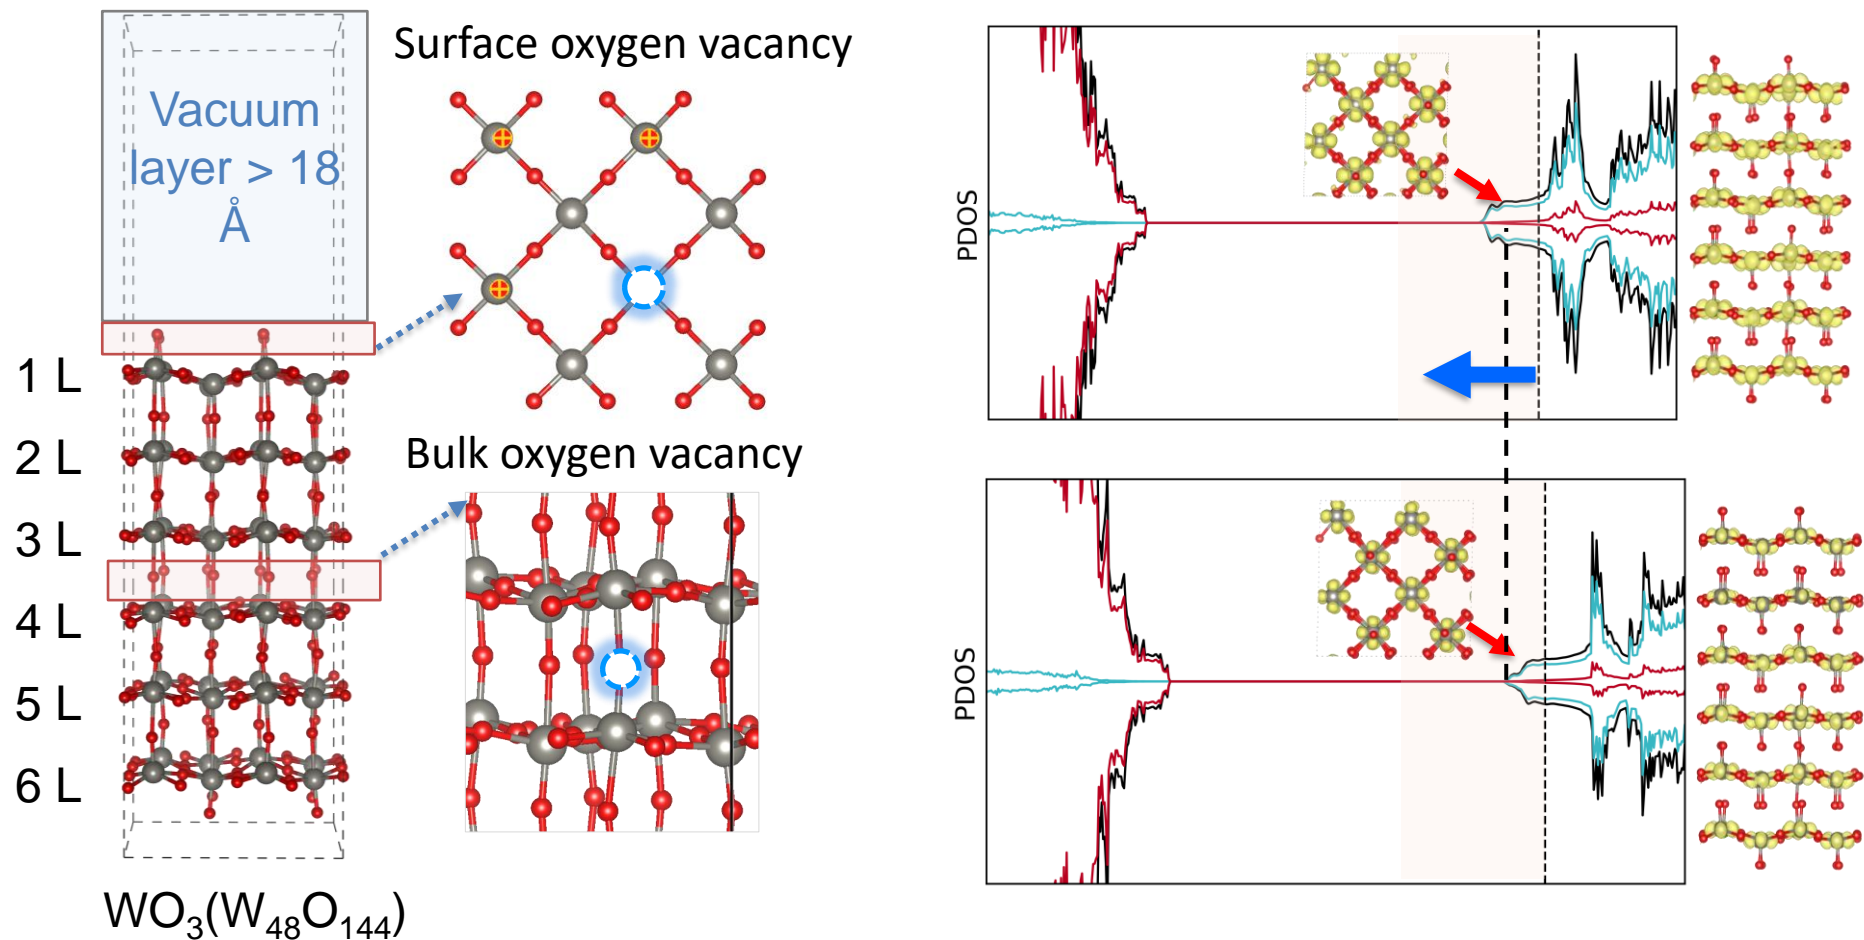 Vacuum
layer > 18
Å
1 L
2 L
3 L
4 L
5 L
6 L
WO₃(W₄₈O₁₄₄)
Surface oxygen vacancy
Bulk oxygen vacancy
PDOS
PDOS